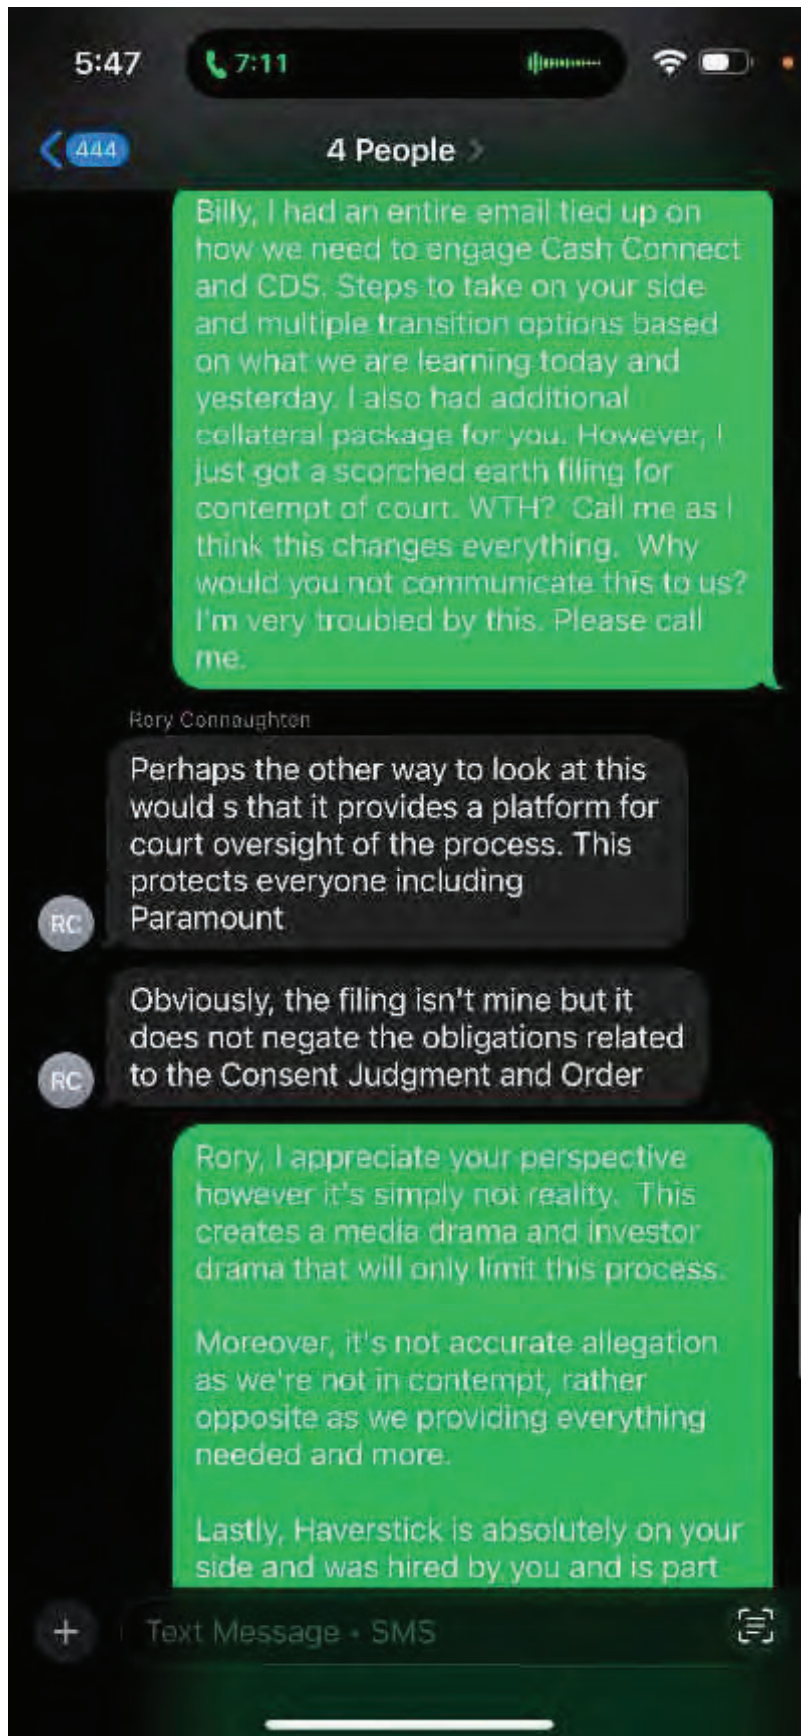 5:47
7:11
444
4 People
Billy, I had an entire email tied up on
how we need to engage Cash Connect
and CDS. Steps to take on your side
and multiple transition options based
on what we are learning today and
yesterday. I also had additional
collateral package for you. However, I
just got a scorched earth filing for
contempt of court. WTH? Call me as I
think this changes everything. Why
would you not communicate this to us?
I'm very troubled by this. Please call
me.
Rory Connaughton
Perhaps the other way to look at this
would s that it provides a platform for
court oversight of the process. This
protects everyone including
Paramount
RC
Obviously, the filing isn't mine but it
does not negate the obligations related
to the Consent Judgment and Order
RC
Rory, I appreciate your perspective
however it's simply not reality. This
creates a media drama and investor
drama that will only limit this process.
Moreover, it's not accurate allegation
as we're not in contempt, rather
opposite as we providing everything
needed and more.
Lastly, Haverstick is absolutely on your
side and was hired by you and is part
Text Message • SMS